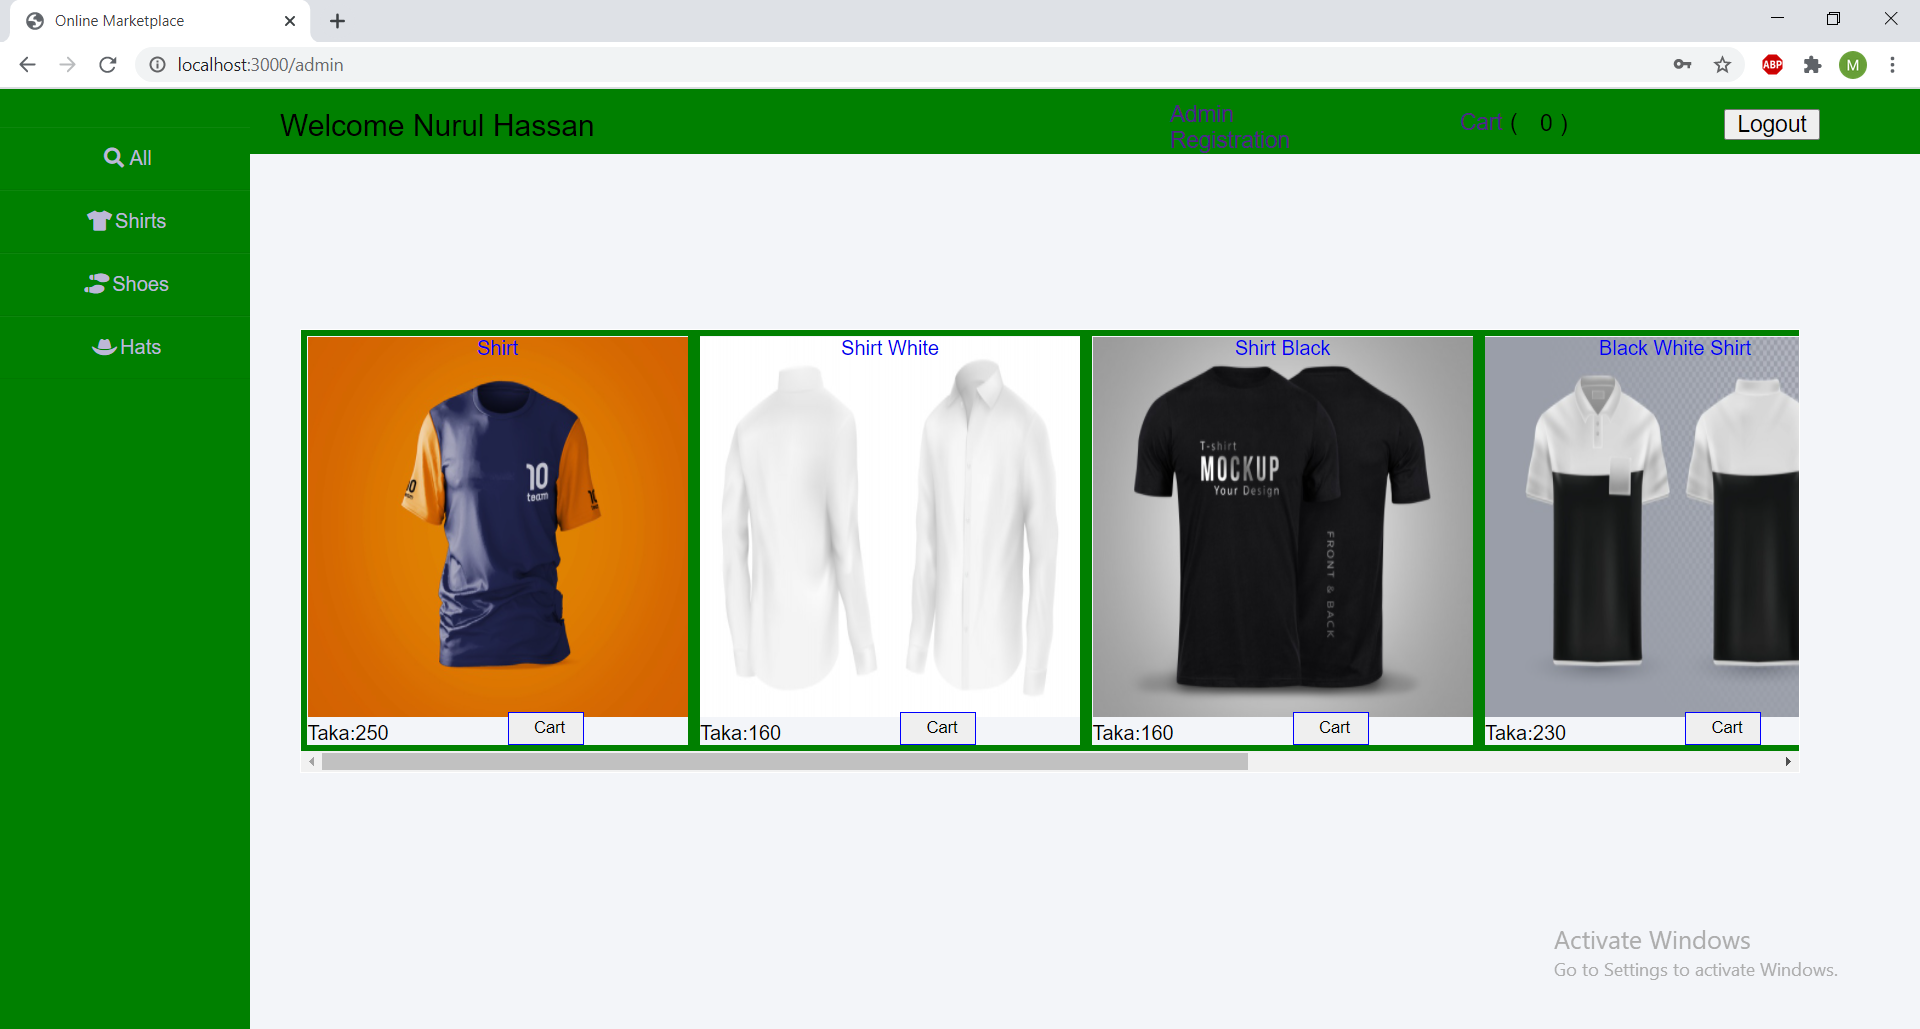 Online Marketplace
localhost:3000/admin
ABP
M
Welcome Nurul Hassan
Admin
Registration
Cart ( 0 )
Logout
All
Shirts
Shoes
Hats
Shirt
Shirt White
Shirt Black
Black White Shirt
10
team
10
T-shirt
MOCKUP
Your Design
FRONT & BACK
Taka:250
Cart
Taka:160
Cart
Taka:160
Cart
Taka:230
Cart
Activate Windows
Go to Settings to activate Windows.